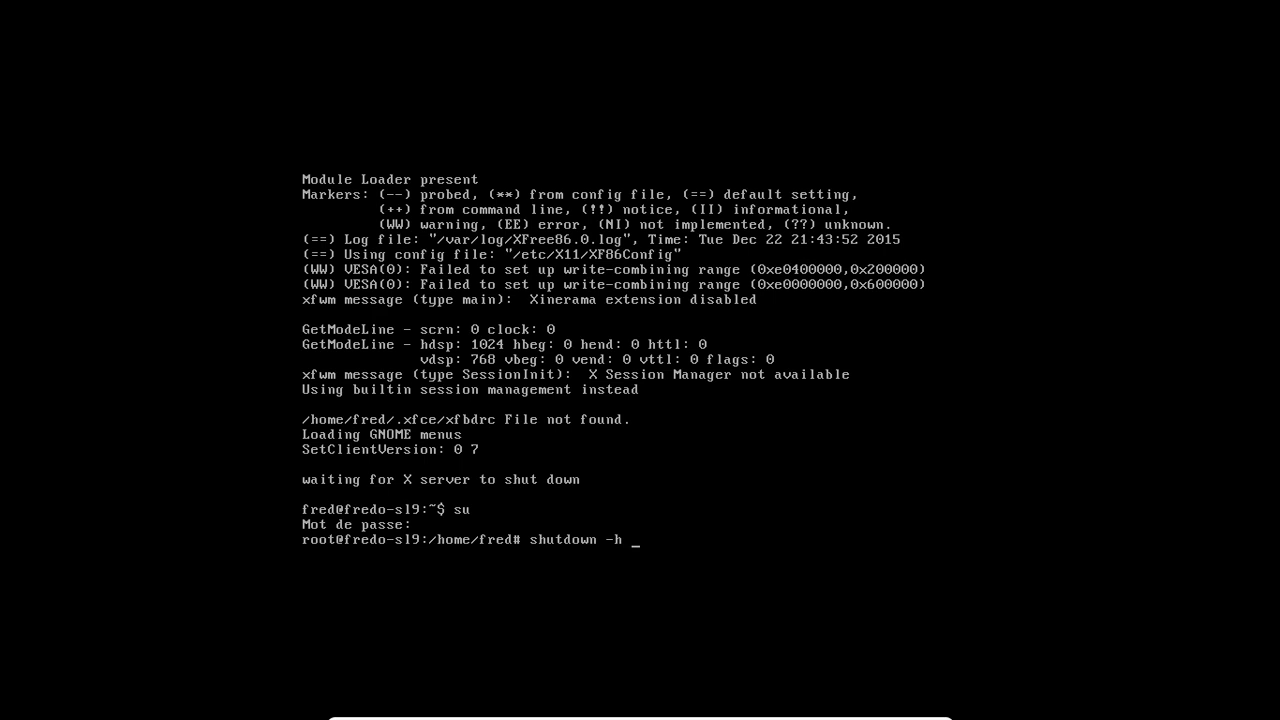 Module Loader present
Markers: (--) probed, (**) from config file, (==) default setting,
(++) from command line, (!!) notice, (II) informational,
(WW) warning, (EE) error, (NI) not implemented, (??) unknown.
(==) Log file: "/var/log/XFree86.0.log", Time: Tue Dec 22 21:43:52 2015
(==) Using config file: "/etc/X11/XF86Config"
(WW) VESA(0): Failed to set up write-combining range (0xe0400000,0x200000)
(WW) VESA(0): Failed to set up write-combining range (0xe0000000,0x600000)
xfwm message (type main):  Xinerama extension disabled
GetModeLine - scrn: 0 clock: 0
GetModeLine - hdsp: 1024 hbeg: 0 hend: 0 httl: 0
vdsp: 768 vbeg: 0 vend: 0 vttl: 0 flags: 0
xfwm message (type SessionInit):  X Session Manager not available
Using builtin session management instead
/home/fred/.xfce/xfbdrc File not found.
Loading GNOME menus
SetClientVersion: 0 7
waiting for X server to shut down
fred@fredo-sl9:~$ su
Mot de passe:
root@fredo-sl9:/home/fred# shutdown -h _